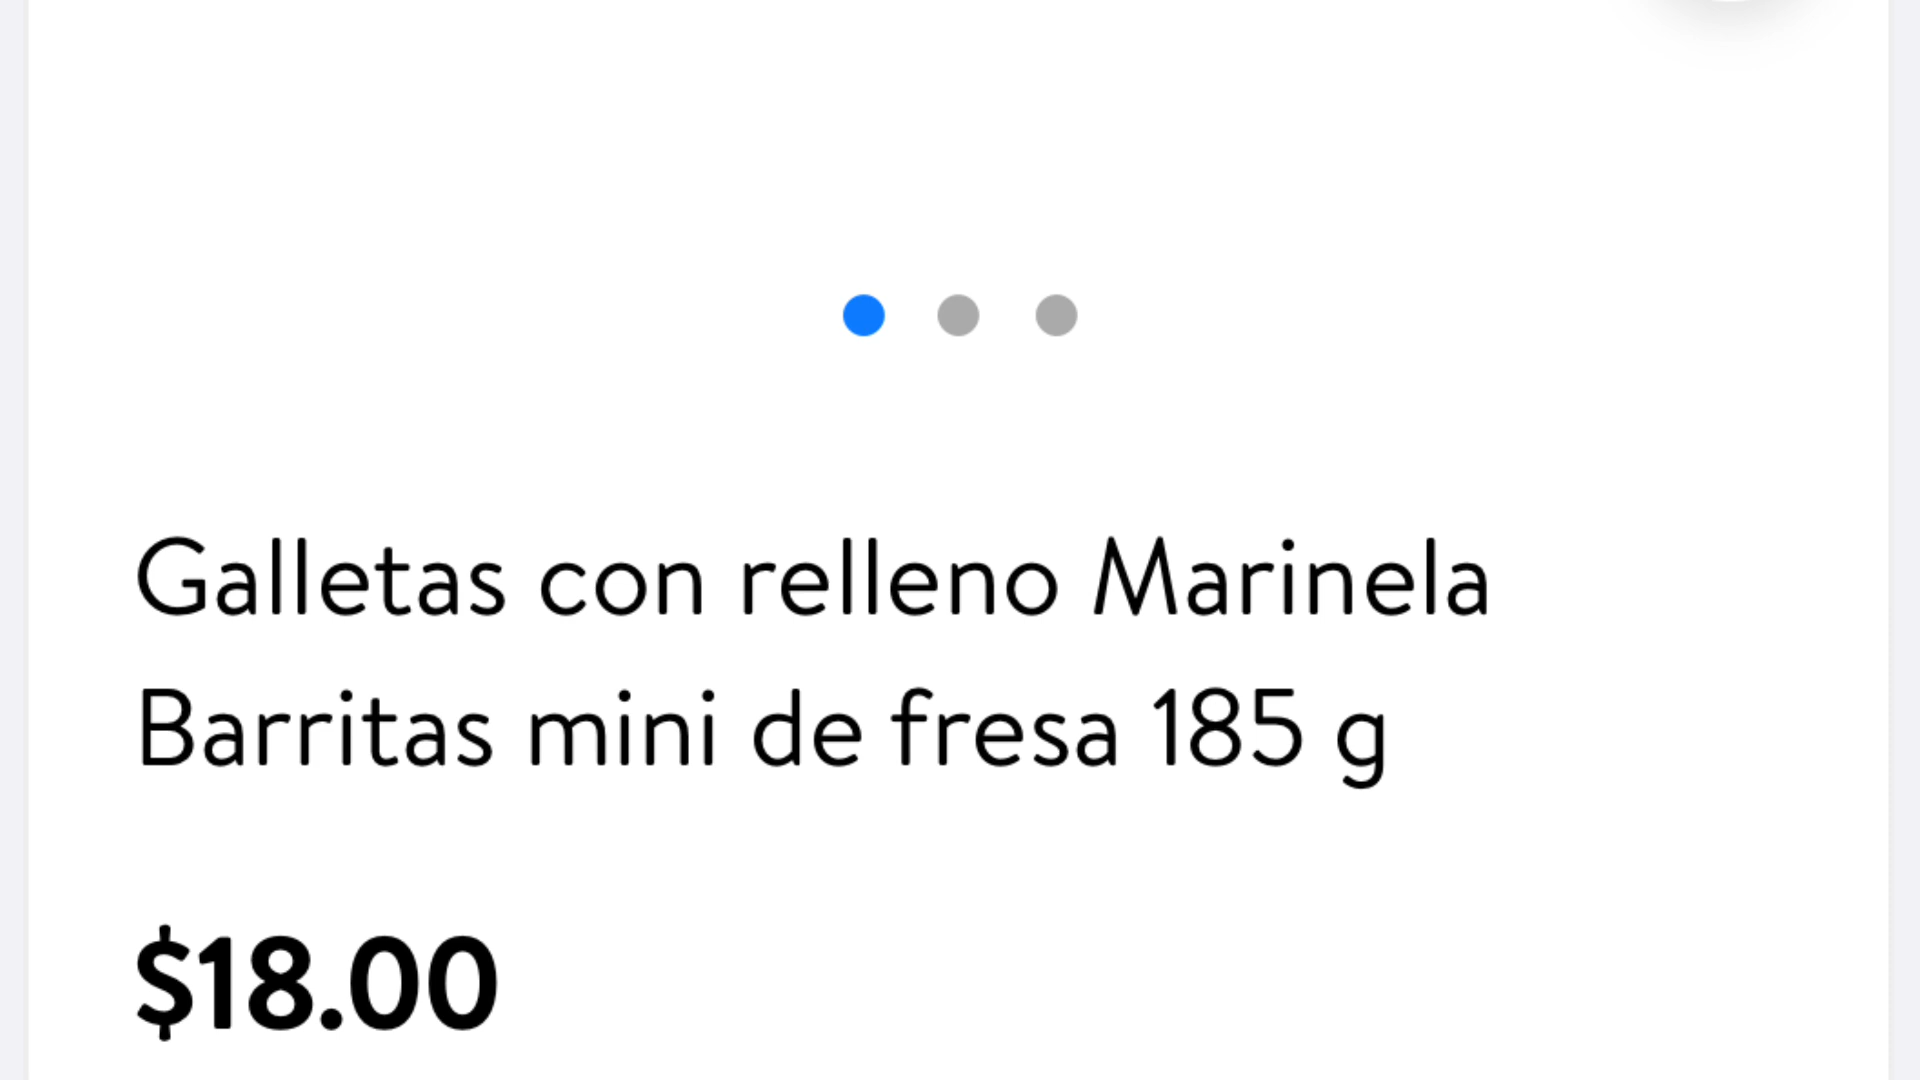 Galletas con relleno Marinela
Barritas mini de fresa 185 g
$18.00